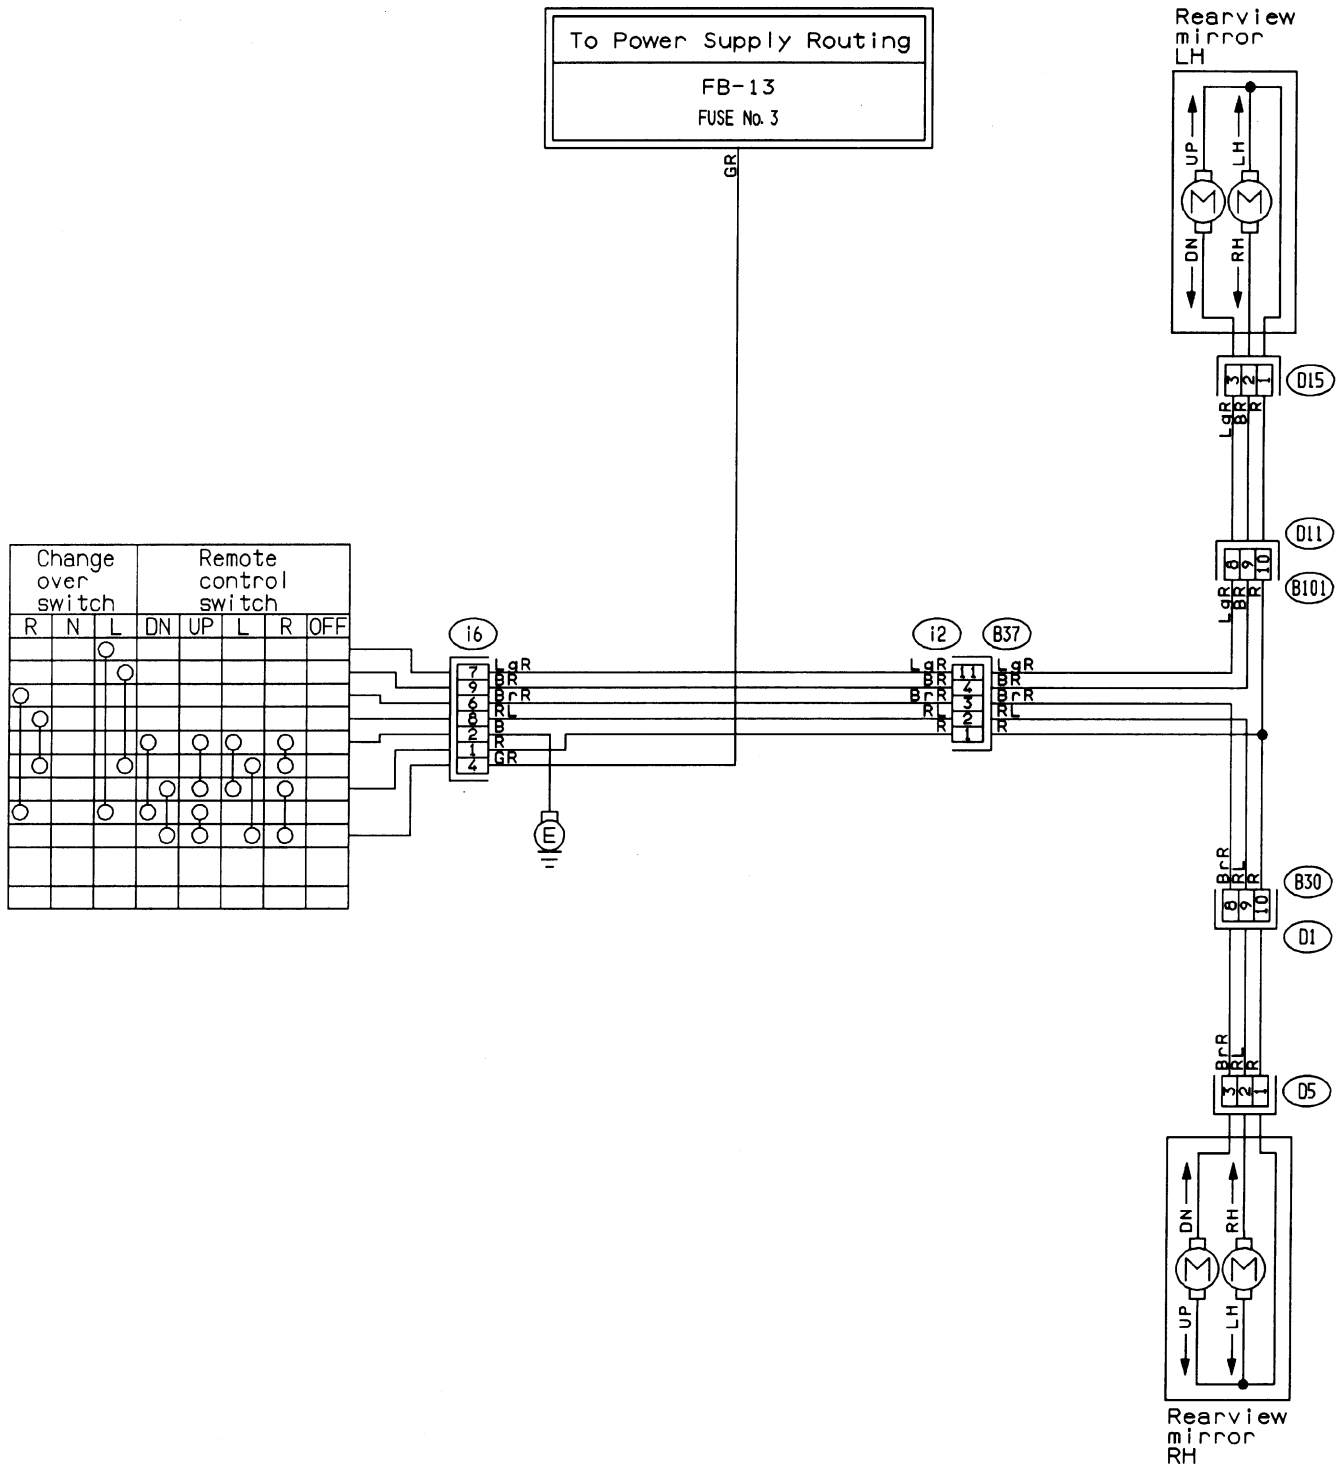 To Power Supply Routing
FB-13
FUSE No. 3
GR
Rearview
mirror
LH
UP
LH
M
M
DN
RH
3 2 1
D15
LgR
BR
R
D11
8 9 10
B101
LgR
BR
R
Change
over
switch
Remote
control
switch
R N L DN UP L R OFF
i6
7 LgR
9 BR
6 BrR
8 RL
2 B
1 R
4 GR
E
i2
B37
LgR 11 LgR
BR 4 BR
BrR 3 BrR
RL 2 RL
R 1 R
BrR
RL
R
B30
8 9 10
D1
BrR
RL
R
3 2 1
D5
DN
RH
M
M
UP
LH
Rearview
mirror
RH